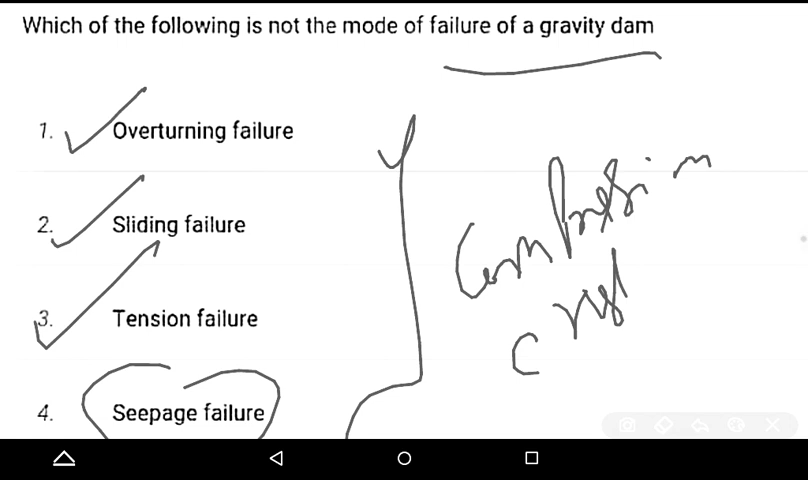 Which of the following is not the mode of failure of a gravity dam
1. Overturning failure
2. Sliding failure
3. Tension failure
4. Seepage failure
Compression